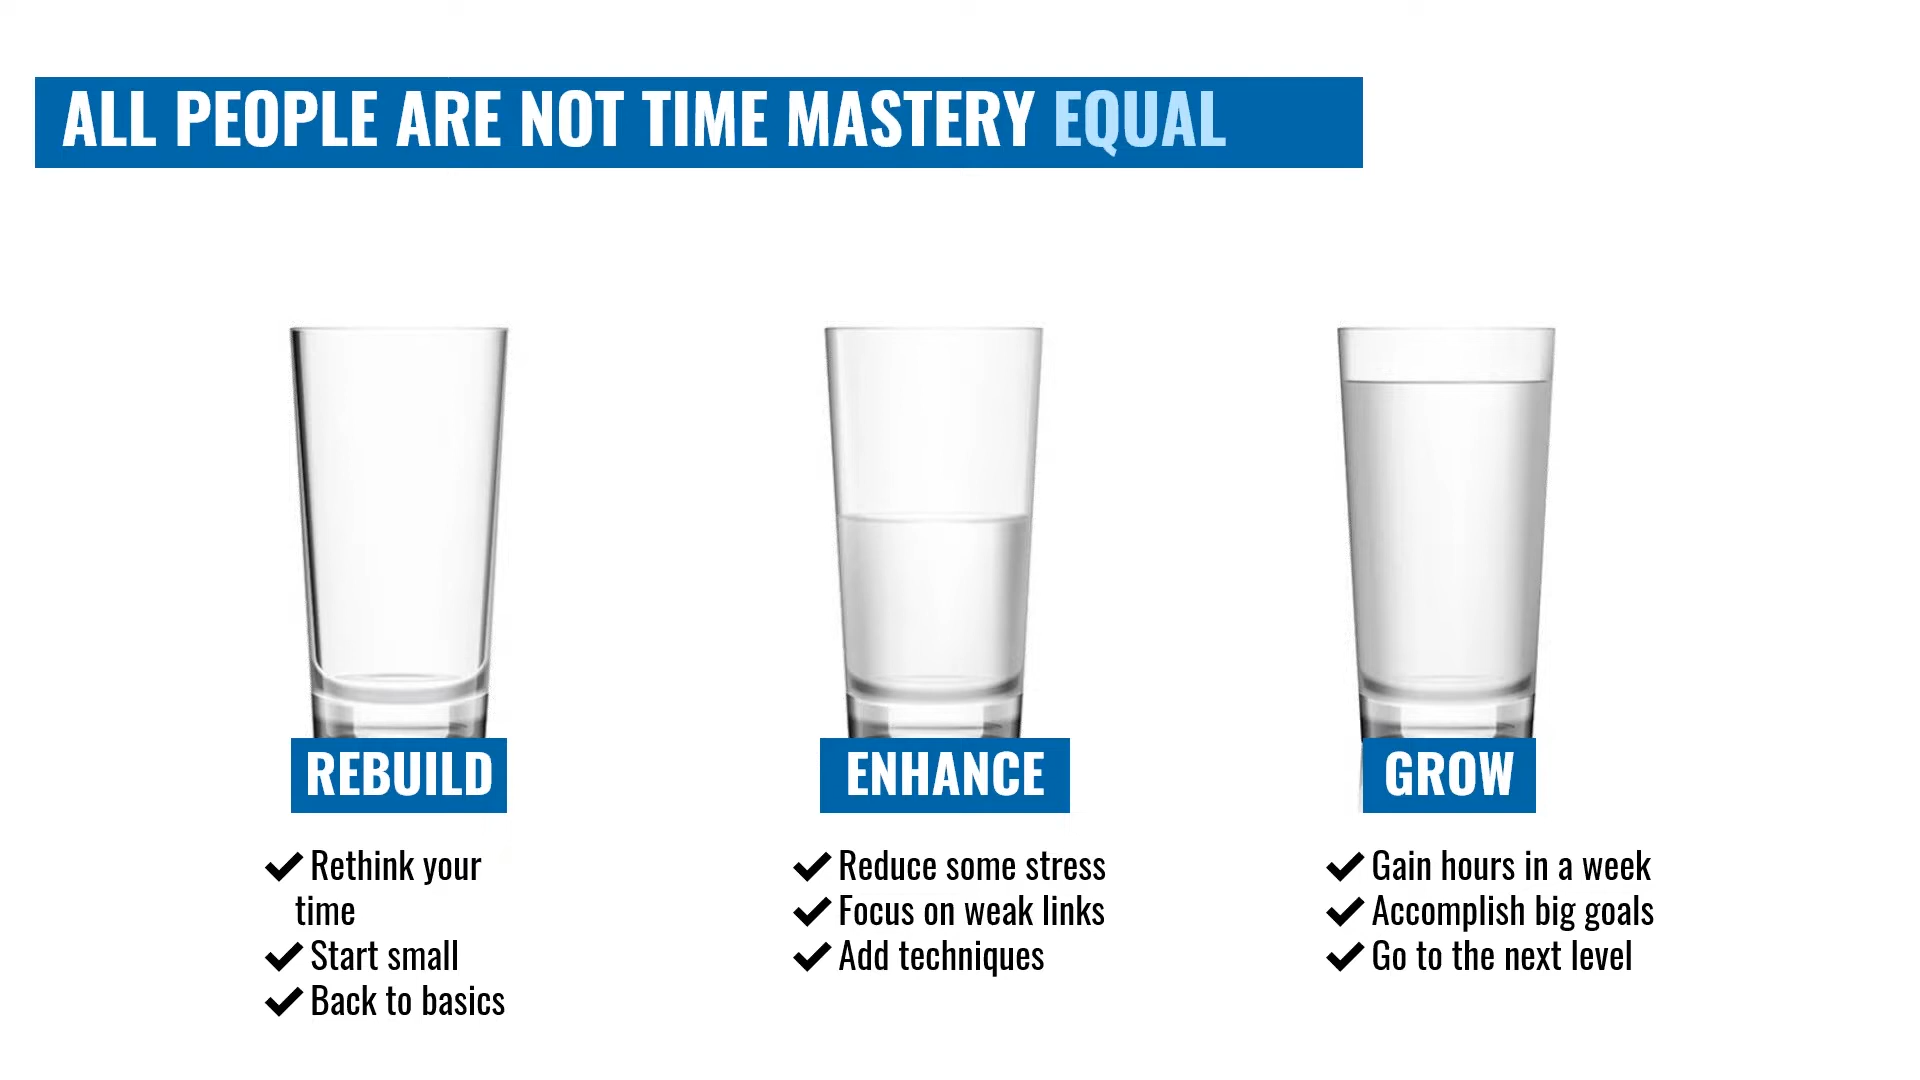 ALL PEOPLE ARE NOT TIME MASTERY EQUAL
REBUILD
Rethink your
time
Start small
Back to basics
ENHANCE
Reduce some stress
Focus on weak links
Add techniques
GROW
Gain hours in a week
Accomplish big goals
Go to the next level